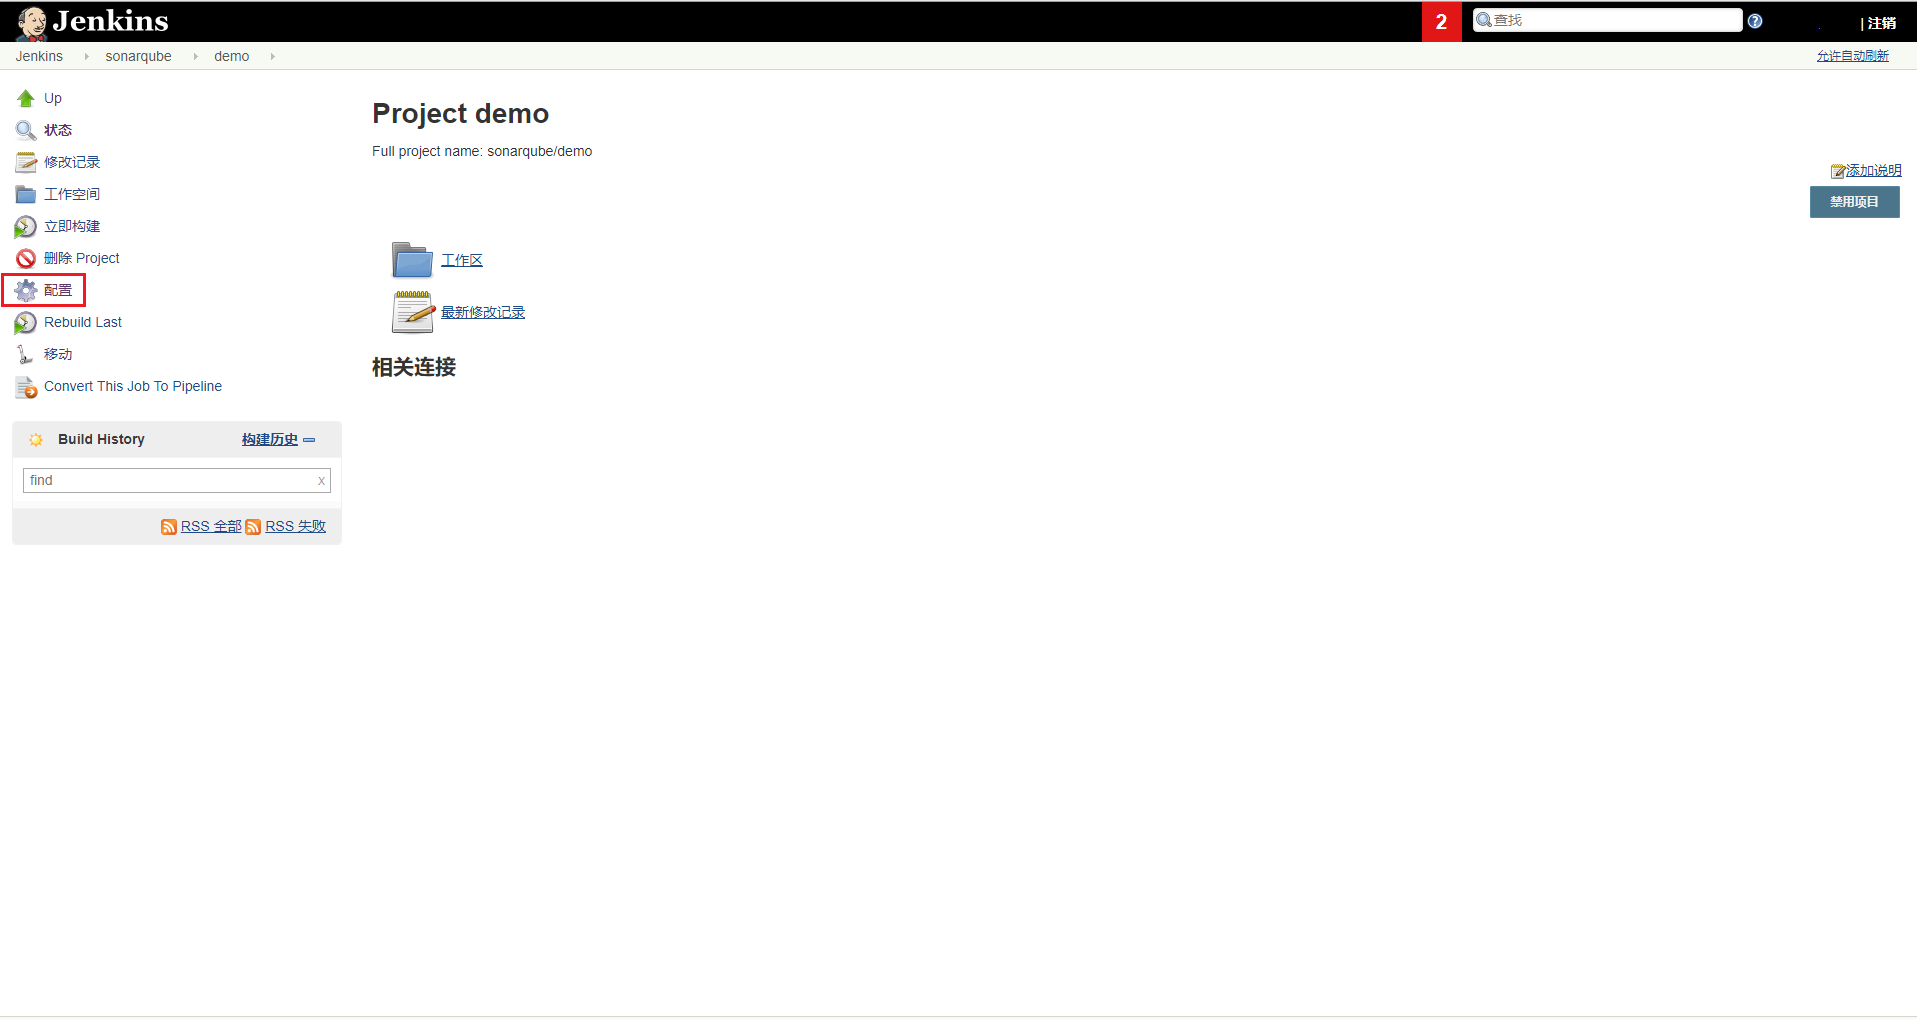 Jenkins
2
查找
| 注销
Jenkins
sonarqube
demo
允许自动刷新
Up
状态
修改记录
工作空间
立即构建
删除 Project
配置
Rebuild Last
移动
Convert This Job To Pipeline
Build History
构建历史
find
x
RSS 全部
RSS 失败
Project demo
Full project name: sonarqube/demo
添加说明
禁用项目
工作区
最新修改记录
相关连接